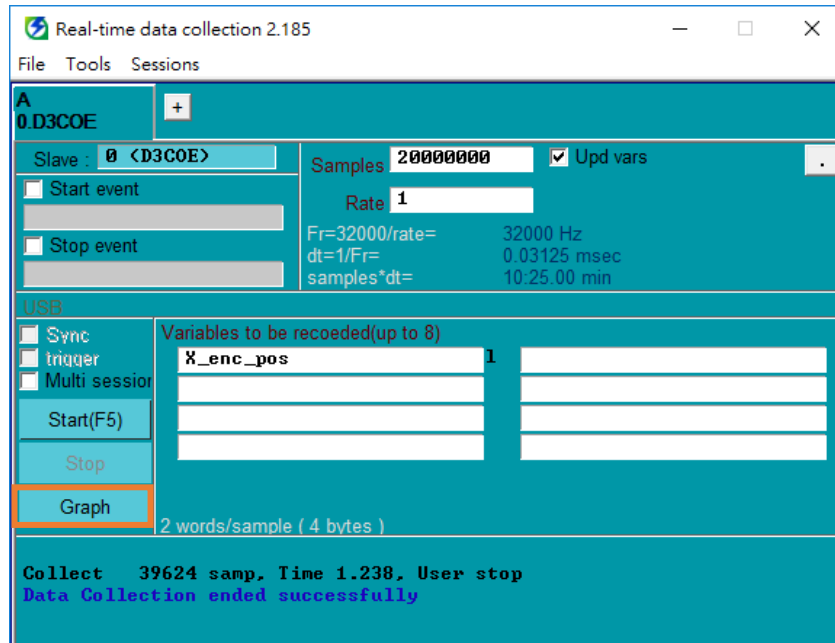 Real-time data collection 2.185
File Tools Sessions
A
0.D3COE
+
Slave : 0 (D3COE)
Samples 20000000
Upd vars
.
Start event
Rate 1
Stop event
Fr=32000/rate= 32000 Hz
dt=1/Fr= 0.03125 msec
samples*dt= 10:25.00 min
USB
Sync
Variables to be recoeded(up to 8)
trigger
X_enc_pos l
Multi session
Start(F5)
Stop
Graph
2 words/sample ( 4 bytes )
Collect 39624 samp, Time 1.238, User stop
Data Collection ended successfully